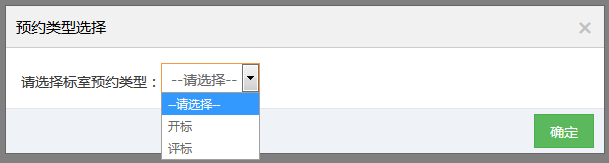 预约类型选择 ×
请选择标室预约类型： --请选择--
--请选择--
开标
评标
确定